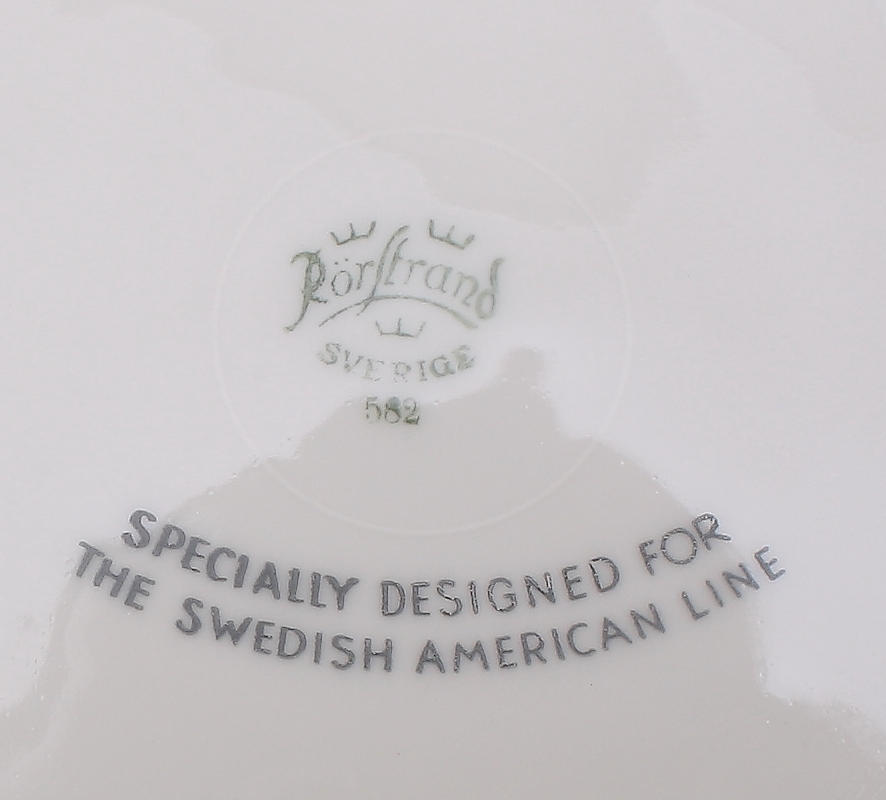 Rörstrand
SVERIGE
582
SPECIALLY DESIGNED FOR
THE SWEDISH AMERICAN LINE